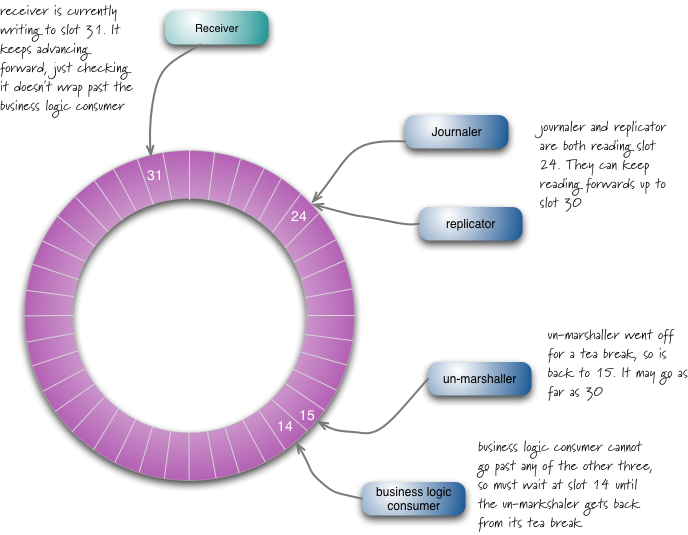 receiver is currently
writing to slot 31. It
keeps advancing
forward, just checking
it doesn't wrap past the
business logic consumer
Receiver
Journaler
journaler and replicator
are both reading slot
24. They can keep
reading forwards up to
slot 30
replicator
31
24
un-marshaller went off
for a tea break, so is
back to 15. It may go as
far as 30
un-marshaller
15
14
business logic consumer cannot
go past any of the other three,
so must wait at slot 14 until
the un-markshaler gets back
from its tea break
business logic
consumer